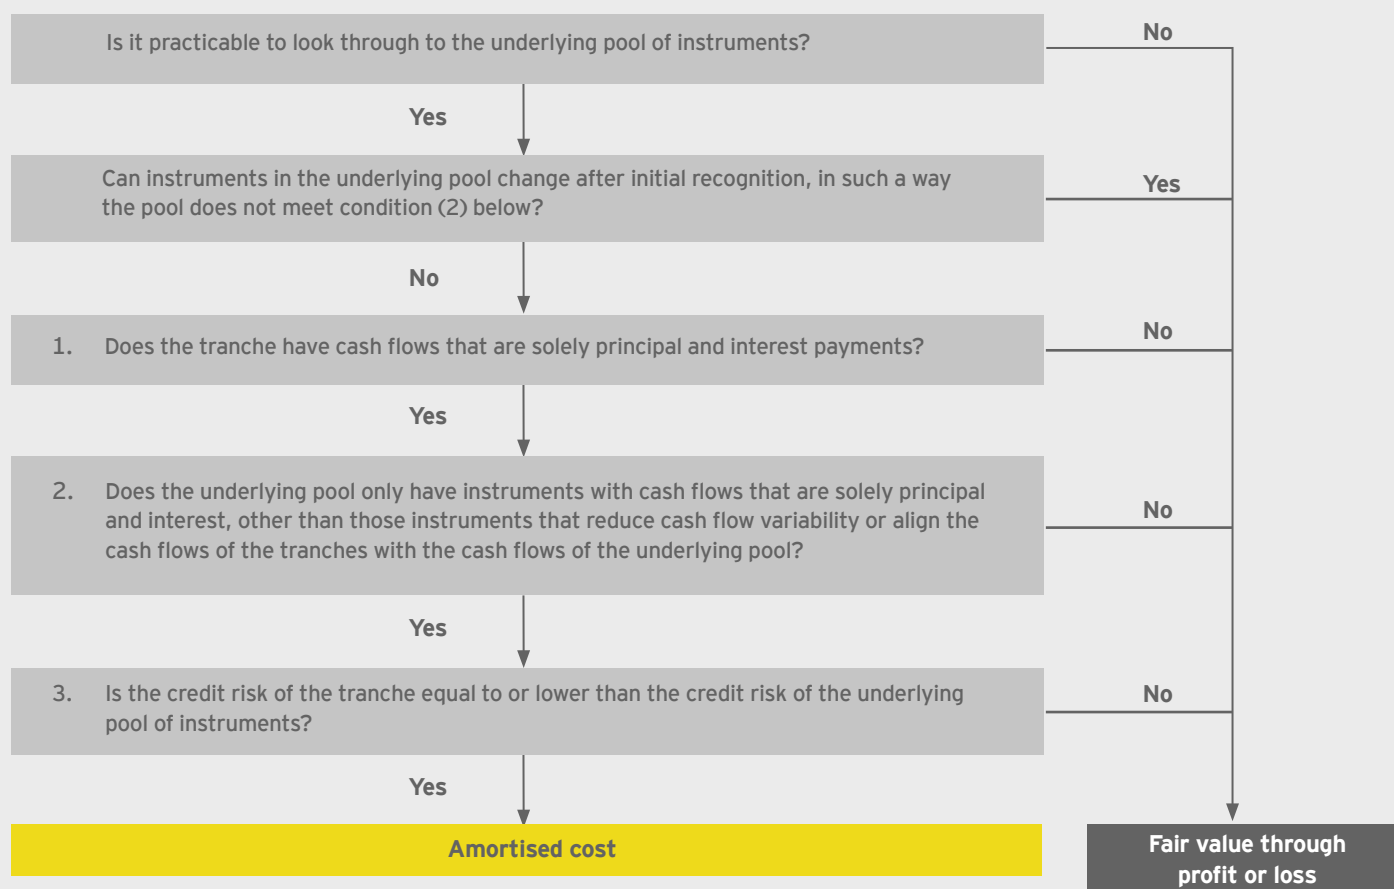 Is it practicable to look through to the underlying pool of instruments?
No
Yes
Can instruments in the underlying pool change after initial recognition, in such a way
the pool does not meet condition (2) below?
Yes
No
1. Does the tranche have cash flows that are solely principal and interest payments?
No
Yes
2. Does the underlying pool only have instruments with cash flows that are solely principal
and interest, other than those instruments that reduce cash flow variability or align the
cash flows of the tranches with the cash flows of the underlying pool?
No
Yes
3. Is the credit risk of the tranche equal to or lower than the credit risk of the underlying
pool of instruments?
No
Yes
Amortised cost
Fair value through
profit or loss